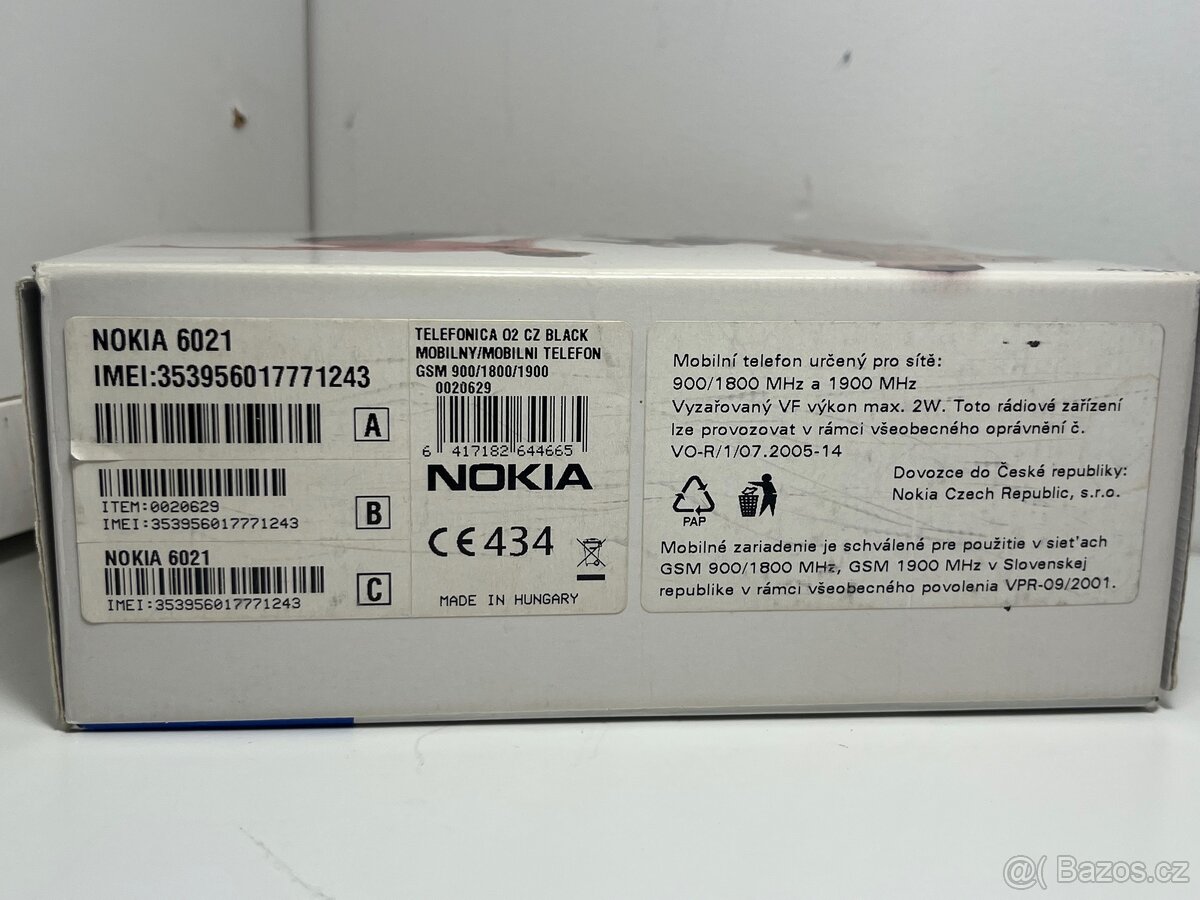 NOKIA 6021
IMEI:353956017771243
A
ITEM:0020629
IMEI:353956017771243
B
NOKIA 6021
IMEI:353956017771243
C
TELEFONICA O2 CZ BLACK
MOBILNY/MOBILNI TELEFON
GSM 900/1800/1900
0020629
6 417182 644665
NOKIA
CE434
MADE IN HUNGARY
Mobilní telefon určený pro sítě:
900/1800 MHz a 1900 MHz
Vyzařovaný VF výkon max. 2W. Toto rádiové zařízení
lze provozovat v rámci všeobecného oprávnění č.
VO-R/1/07.2005-14
Dovozce do České republiky:
Nokia Czech Republic, s.r.o.
PAP
Mobilné zariadenie je schválené pre použitie v sieťach
GSM 900/1800 MHz, GSM 1900 MHz v Slovenskej
republike v rámci všeobecného povolenia VPR-09/2001.
@( Bazos.cz